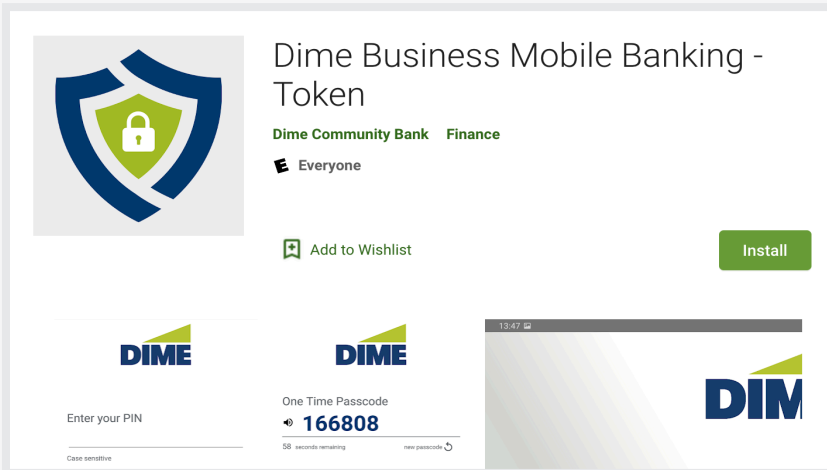 Dime Business Mobile Banking -
Token
Dime Community Bank Finance
E Everyone
Add to Wishlist
Install
DIME
Enter your PIN
Case sensitive
DIME
One Time Passcode
166808
58 seconds remaining new passcode
13:47
DIM